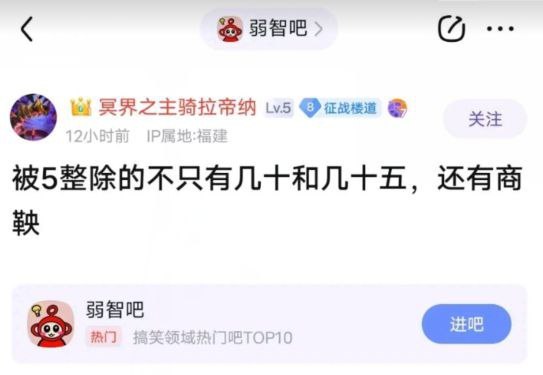 弱智吧
冥界之主骑拉帝纳 Lv.5 8 征战楼道
关注
12小时前 IP属地:福建
被5整除的不只有几十和几十五，还有商
鞅
弱智吧
热门 搞笑领域热门吧TOP10
进吧